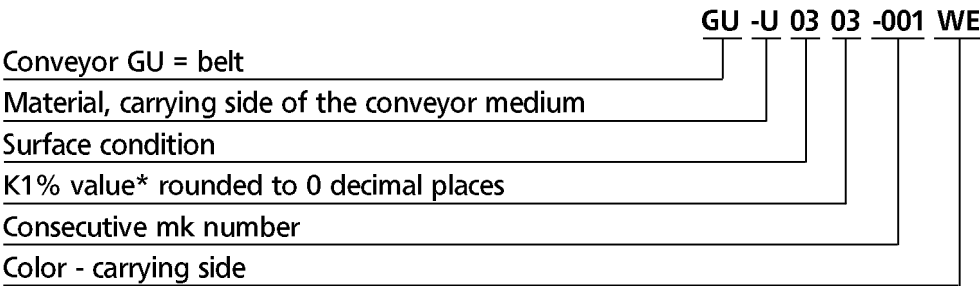 GU -U 03 03 -001 WE
Conveyor GU = belt
Material, carrying side of the conveyor medium
Surface condition
K1% value* rounded to 0 decimal places
Consecutive mk number
Color - carrying side